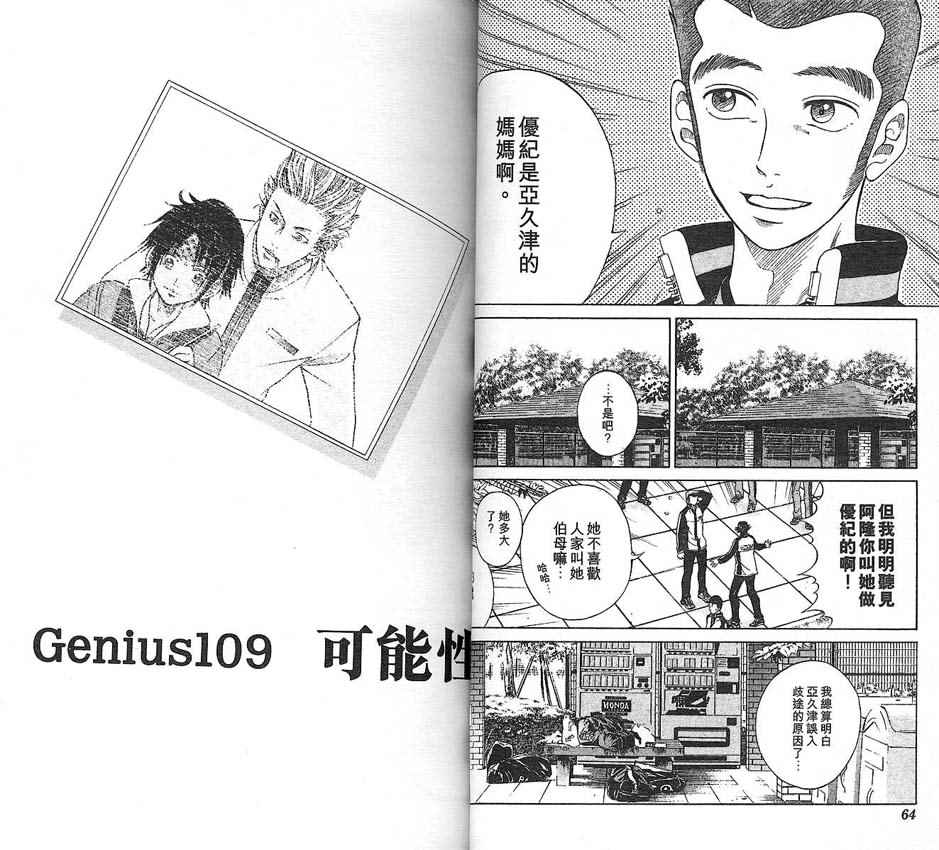 優紀是亞久津的
媽媽啊。
…不是吧？
但我明明聽見
阿隆你叫她做
優紀的啊！
她不喜歡
人家叫她
伯母嘛…
哈哈…
她多大
了？
我總算明白
亞久津誤入
歧途的原因了…
MONDA
64
Genius109 可能性